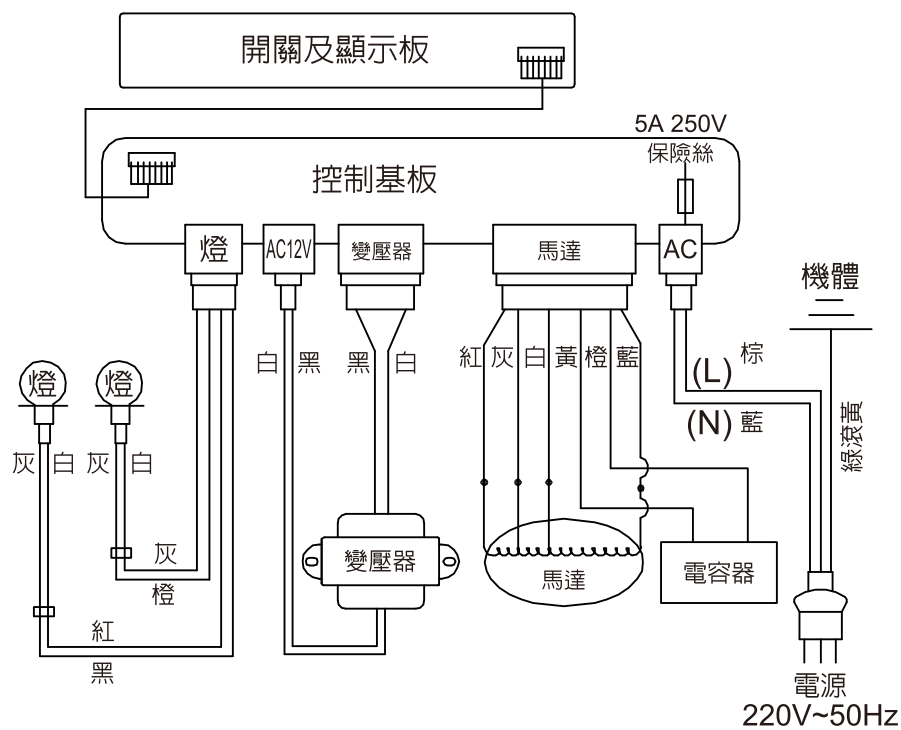 開關及顯示板
5A 250V
保險絲
控制基板
燈
AC12V
變壓器
馬達
AC
機體
白 黑
黑 白
紅 灰 白 黃 橙 藍
棕
(L)
(N) 藍
綠滾黃
燈 燈
灰 白 灰 白
灰
橙
變壓器
馬達
電容器
紅
黑
電源
220V~50Hz